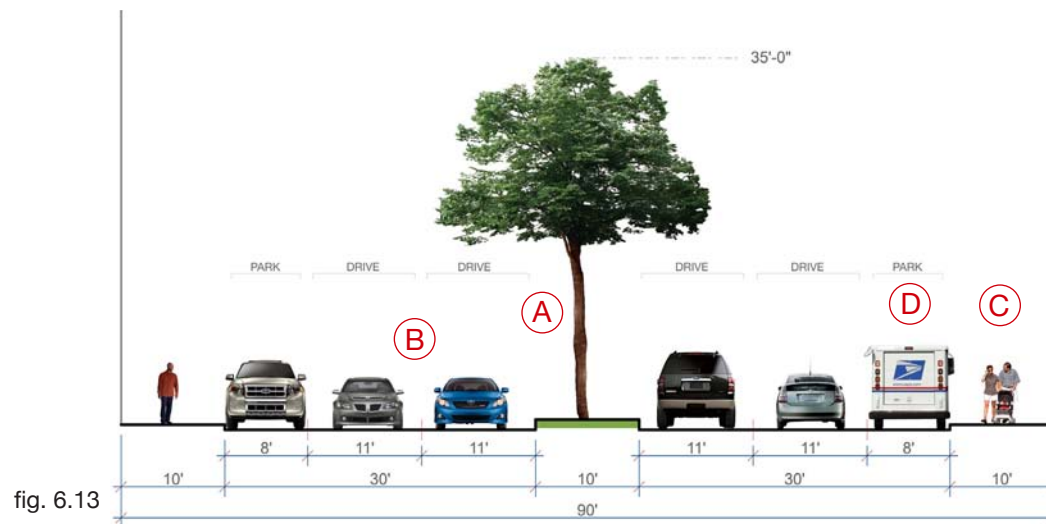 35'-0"
PARK DRIVE DRIVE DRIVE DRIVE PARK
A
D
C
B
8' 11' 11' 11' 11' 8'
10' 30' 10' 30' 10'
fig. 6.13
90'